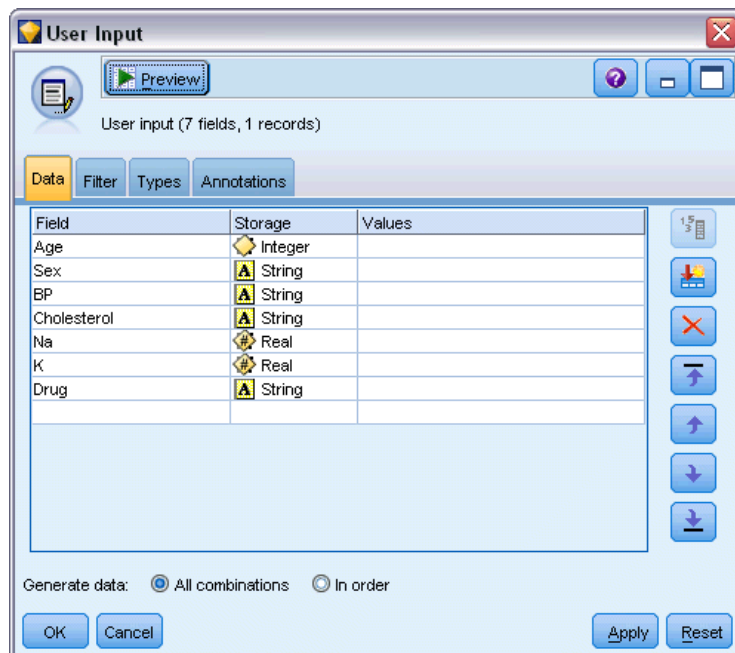 User Input
Preview
User input (7 fields, 1 records)
Data Filter Types Annotations
Field Storage Values
Age Integer
Sex A String
BP A String
Cholesterol A String
Na # Real
K # Real
Drug A String
Generate data: All combinations In order
OK Cancel Apply Reset